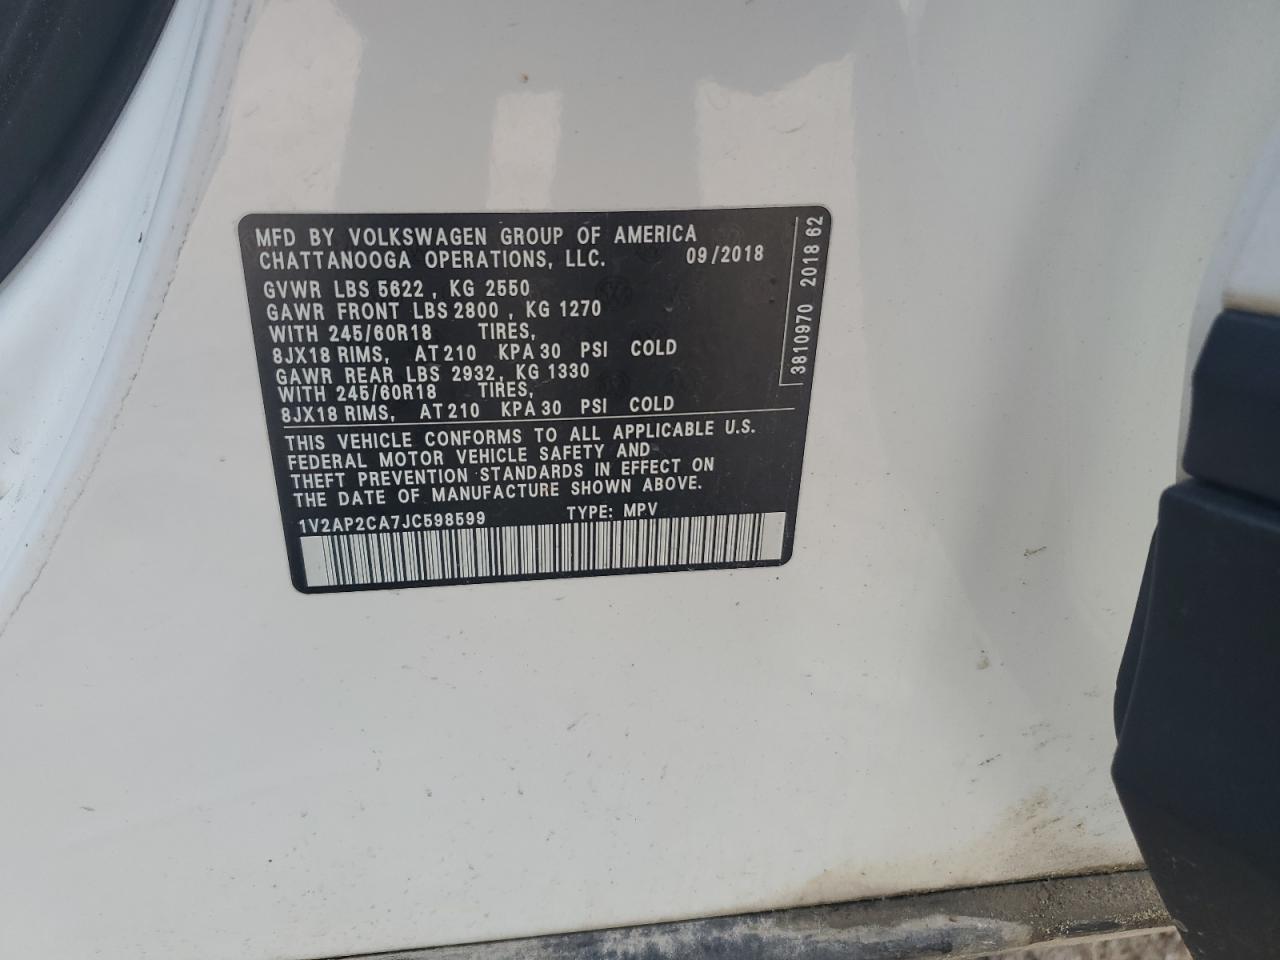 MFD BY VOLKSWAGEN GROUP OF AMERICA
CHATTANOOGA OPERATIONS, LLC. 09/2018
GVWR LBS 5622 , KG 2550
GAWR FRONT LBS 2800 , KG 1270
WITH 245/60R18 TIRES,
8JX18 RIMS, AT 210 KPA 30 PSI COLD
GAWR REAR LBS 2932, KG 1330
WITH 245/60R18 TIRES,
8JX18 RIMS, AT 210 KPA 30 PSI COLD
THIS VEHICLE CONFORMS TO ALL APPLICABLE U.S.
FEDERAL MOTOR VEHICLE SAFETY AND
THEFT PREVENTION STANDARDS IN EFFECT ON
THE DATE OF MANUFACTURE SHOWN ABOVE.
1V2AP2CA7JC598599 TYPE: MPV
3810970 2018 62